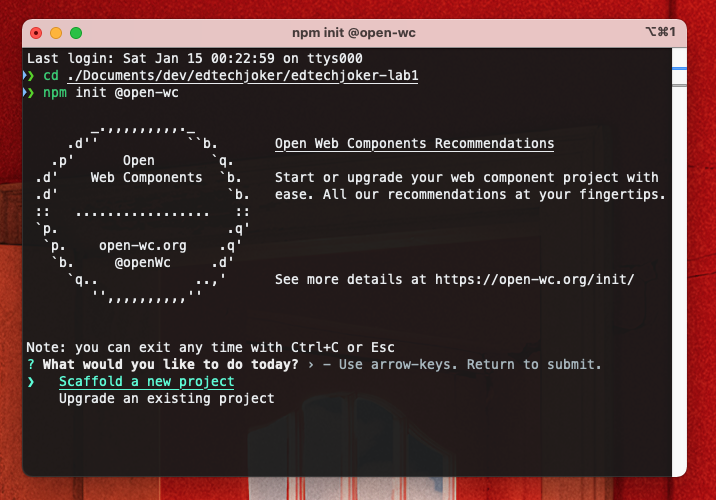 npm init @open-wc
⌥⌘1
Last login: Sat Jan 15 00:22:59 on ttys000
❯ cd ./Documents/dev/edtechjoker/edtechjoker-lab1
❯ npm init @open-wc
_.,,,,,,,,,._
.d'' ``b. Open Web Components Recommendations
.p' Open `q.
.d' Web Components `b. Start or upgrade your web component project with
.d' `b. ease. All our recommendations at your fingertips.
:: ................. ::
`p. .q'
`p. open-wc.org .q'
`b. @openWc .d'
`q.. ..,' See more details at https://open-wc.org/init/
'',,,,,,,,,,''
Note: you can exit any time with Ctrl+C or Esc
? What would you like to do today? › - Use arrow-keys. Return to submit.
❯ Scaffold a new project
Upgrade an existing project